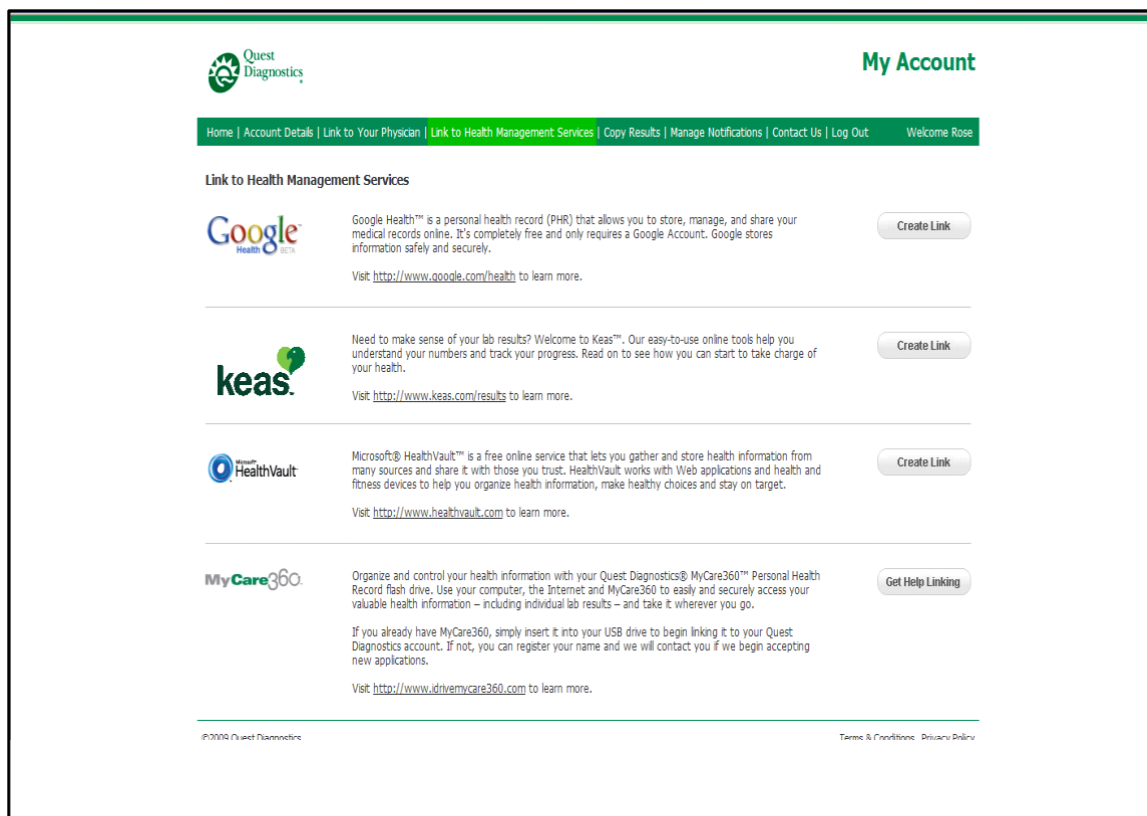 Quest
Diagnostics
My Account
Home | Account Details | Link to Your Physician | Link to Health Management Services | Copy Results | Manage Notifications | Contact Us | Log Out Welcome Rose
Link to Health Management Services
Google™
Health BETA
Google Health™ is a personal health record (PHR) that allows you to store, manage, and share your
medical records online. It's completely free and only requires a Google Account. Google stores
information safely and securely.
Visit http://www.google.com/health to learn more.
Create Link
keas™
Need to make sense of your lab results? Welcome to Keas™. Our easy-to-use online tools help you
understand your numbers and track your progress. Read on to see how you can start to take charge of
your health.
Visit http://www.keas.com/results to learn more.
Create Link
Microsoft®
HealthVault™
Microsoft® HealthVault™ is a free online service that lets you gather and store health information from
many sources and share it with those you trust. HealthVault works with Web applications and health and
fitness devices to help you organize health information, make healthy choices and stay on target.
Visit http://www.healthvault.com to learn more.
Create Link
MyCare360™
Organize and control your health information with your Quest Diagnostics® MyCare360™ Personal Health
Record flash drive. Use your computer, the Internet and MyCare360 to easily and securely access your
valuable health information – including individual lab results – and take it wherever you go.
If you already have MyCare360, simply insert it into your USB drive to begin linking it to your Quest
Diagnostics account. If not, you can register your name and we will contact you if we begin accepting
new applications.
Visit http://www.idrivemycare360.com to learn more.
Get Help Linking
©2009 Quest Diagnostics
Terms & Conditions Privacy Policy